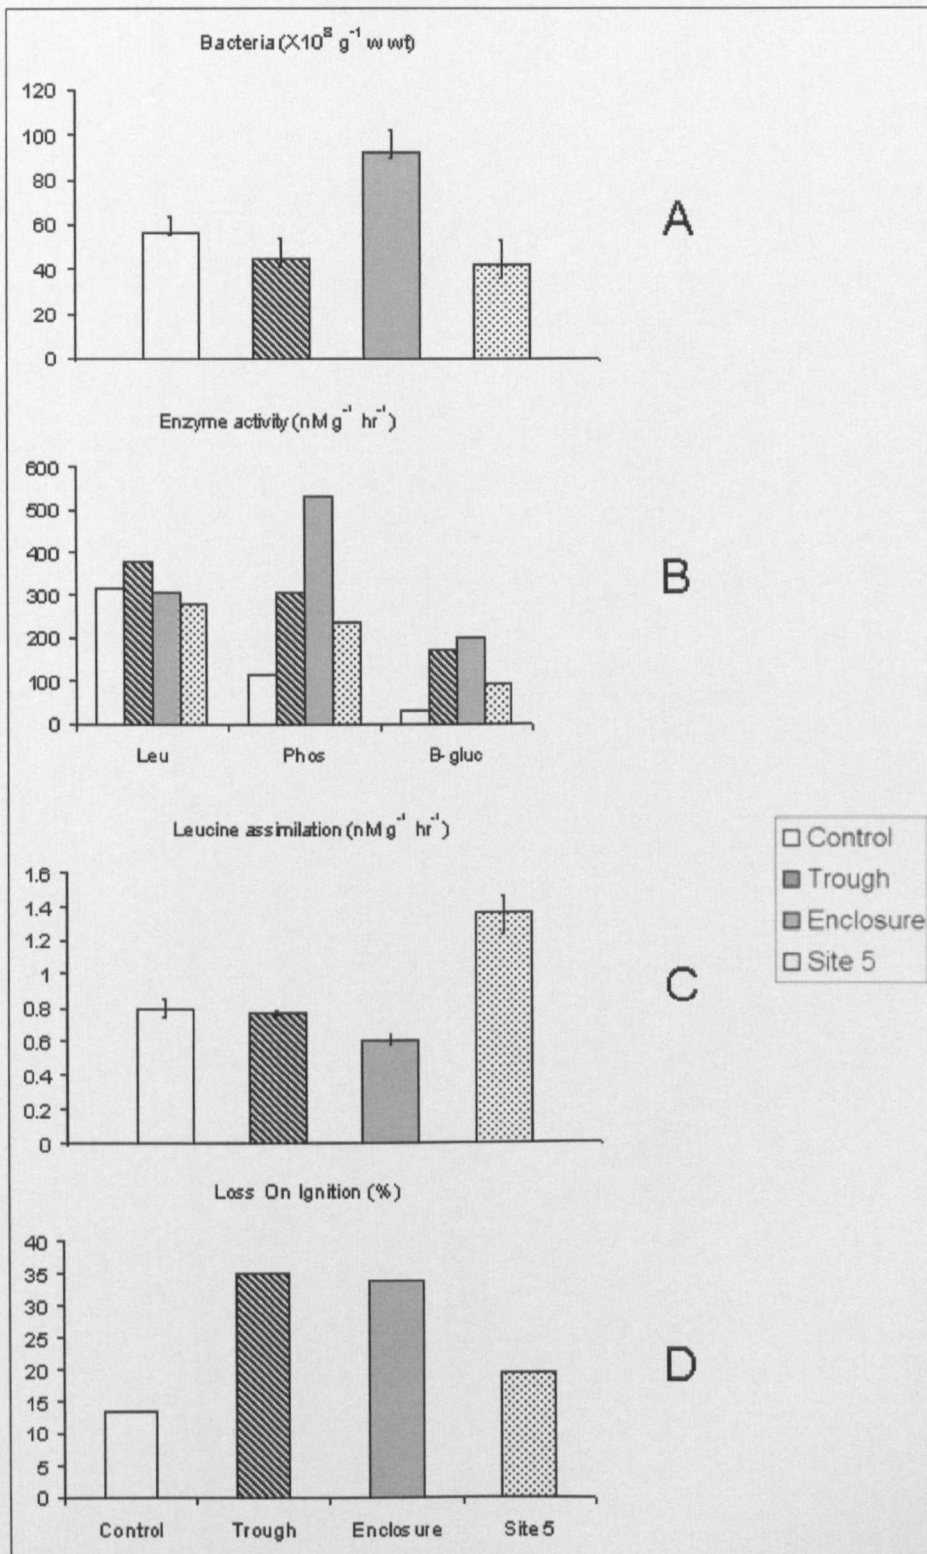 Bacteria (X10⁸ g⁻¹ w wt)
120
100
80
60
40
20
0
A
Enzyme activity (nM g⁻¹ hr⁻¹)
600
500
400
300
200
100
0
Leu Phos B-gluc
B
Leucine assimilation (nM g⁻¹ hr⁻¹)
1.6
1.4
1.2
1
0.8
0.6
0.4
0.2
0
C
Control
Trough
Enclosure
Site 5
Loss On Ignition (%)
40
35
30
25
20
15
10
5
0
Control Trough Enclosure Site 5
D